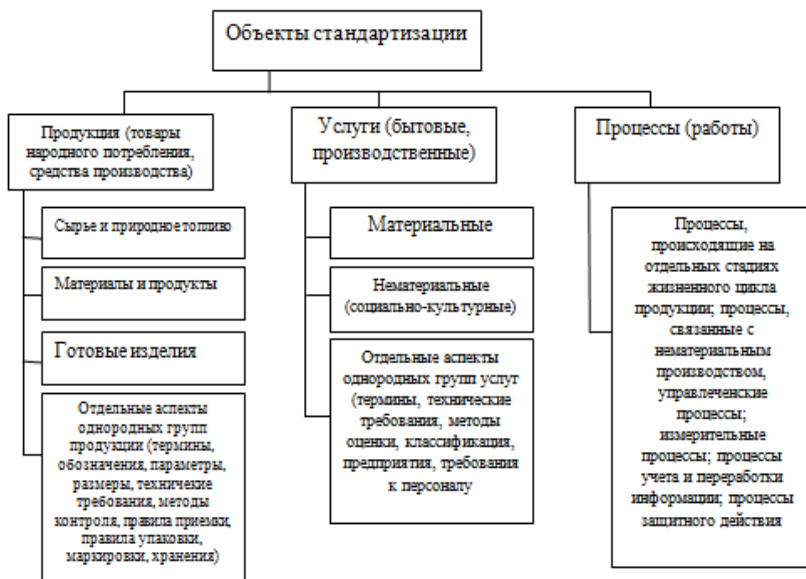 Объекты стандартизации
Продукция (товары
народного потребления,
средства производства)
Сырье и природное топливо
Материалы и продукты
Готовые изделия
Отдельные аспекты
однородных групп
продукции (термины,
обозначения, параметры,
размеры, техничекие
требования, методы
контроля, правила приемки,
правила упаковки,
маркировки, хранения)
Услуги (бытовые,
производственные)
Материальные
Нематериальные
(социально-культурные)
Отдельные аспекты
однородных групп услуг
(термины, технические
требования, методы
оценки, классификация,
предприятия, требования
к персоналу
Процессы (работы)
Процессы,
происходящие на
отдельных стадиях
жизненного цикла
продукции; процессы,
связанные с
нематериальным
производством,
управленческие
процессы;
измерительные
процессы; процессы
учета и переработки
информации; процессы
защитного действия